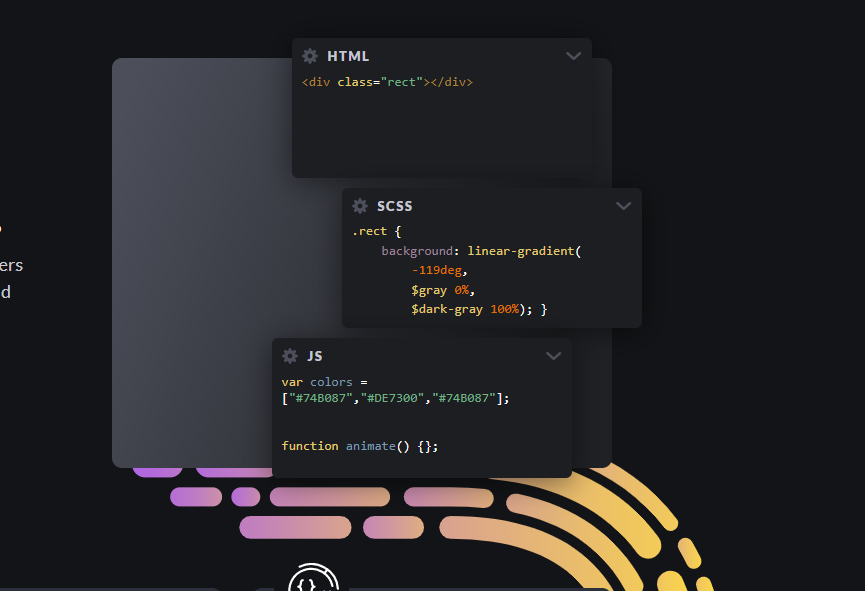 ers
d
HTML
<div class="rect"></div>
SCSS
.rect {
background: linear-gradient(
-119deg,
$gray 0%,
$dark-gray 100%); }
JS
var colors =
["#74B087","#DE7300","#74B087"];
function animate() {};
{}